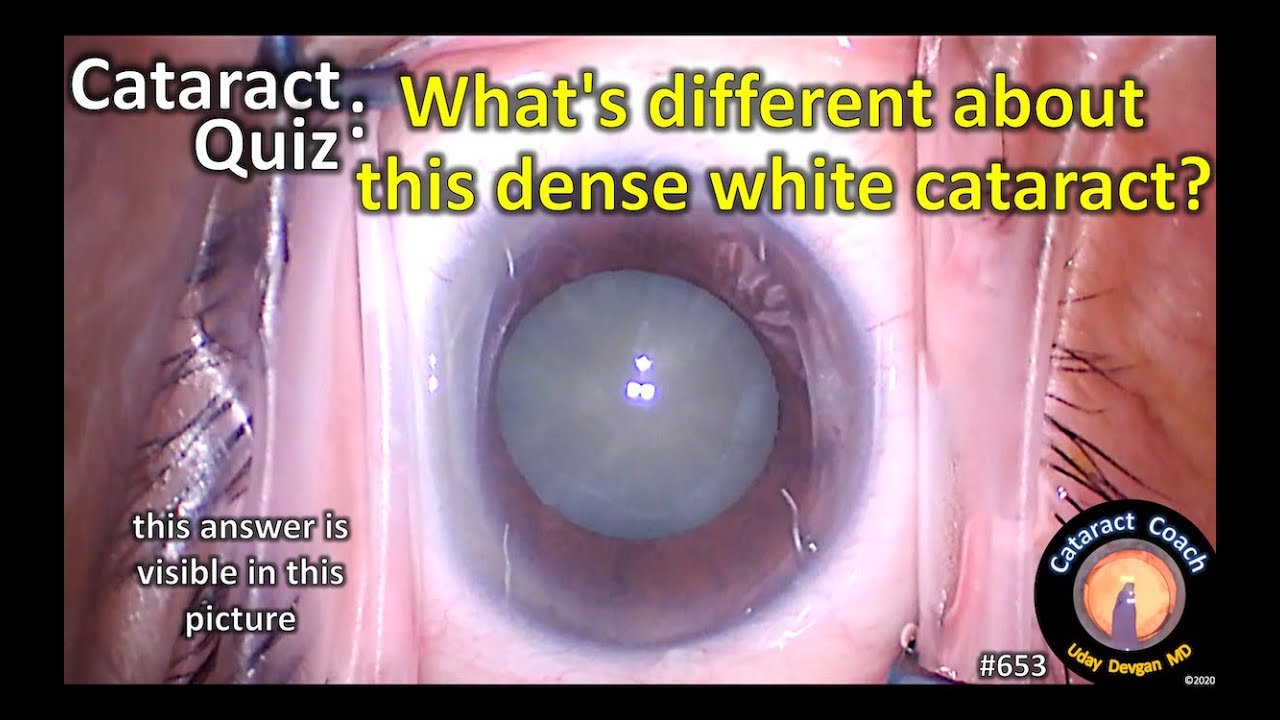 Cataract
Quiz :
What's different about
this dense white cataract?
this answer is
visible in this
picture
Cataract Coach
Uday Devgan MD
#653
©2020